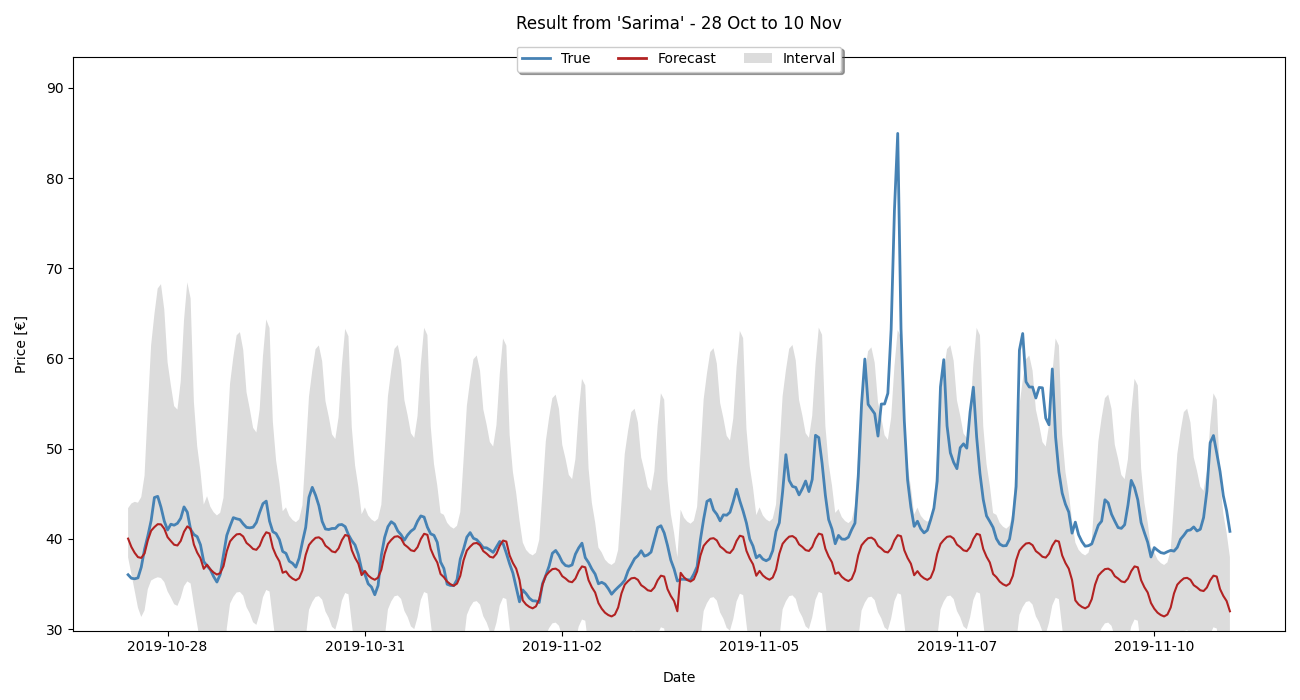 Result from 'Sarima' - 28 Oct to 10 Nov
True Forecast Interval
90
80
70
60
50
40
30
Price [€]
2019-10-28 2019-10-31 2019-11-02 2019-11-05 2019-11-07 2019-11-10
Date